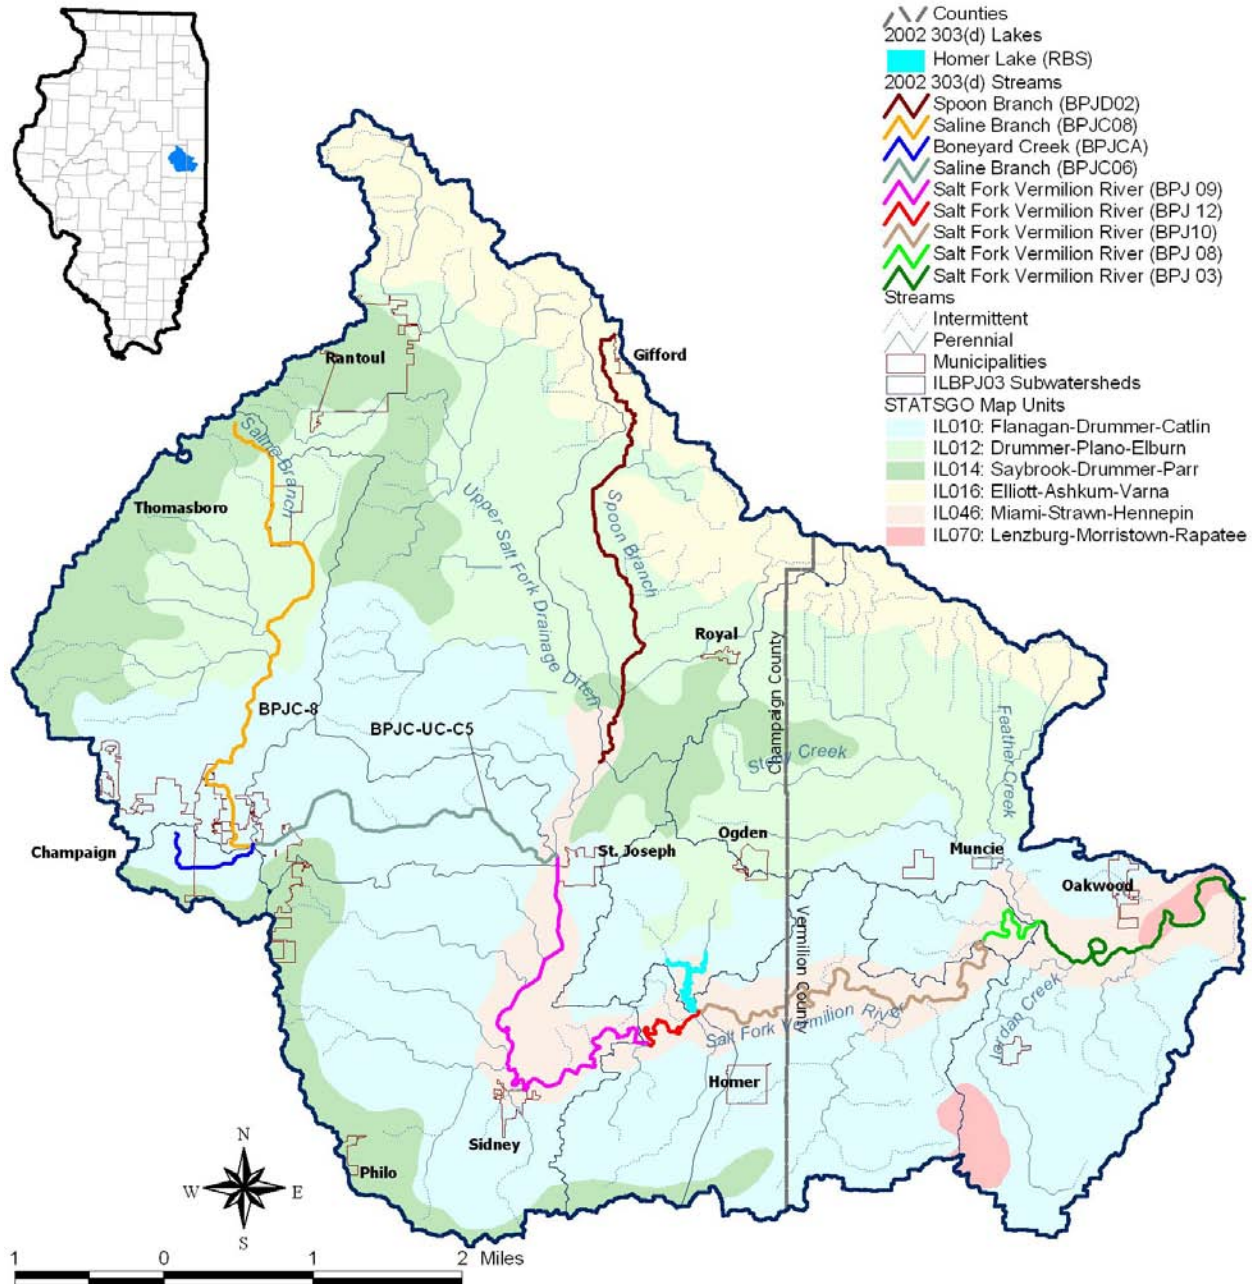 Counties
2002 303(d) Lakes
Homer Lake (RBS)
2002 303(d) Streams
Spoon Branch (BPJD02)
Saline Branch (BPJC08)
Boneyard Creek (BPJCA)
Saline Branch (BPJC06)
Salt Fork Vermilion River (BPJ 09)
Salt Fork Vermilion River (BPJ 12)
Salt Fork Vermilion River (BPJ10)
Salt Fork Vermilion River (BPJ 08)
Salt Fork Vermilion River (BPJ 03)
Streams
Intermittent
Perennial
Municipalities
ILBPJ03 Subwatersheds
STATSGO Map Units
IL010: Flanagan-Drummer-Catlin
IL012: Drummer-Plano-Elburn
IL014: Saybrook-Drummer-Parr
IL016: Elliott-Ashkum-Varna
IL046: Miami-Strawn-Hennepin
IL070: Lenzburg-Morristown-Rapatee
Rantoul
Gifford
Saline Branch
Thomasboro
Upper Salt Fork Drainage Ditch
Spoon Branch
Royal
Champaign County
BPJC-8
BPJC-UC-C5
Stony Creek
Feather Creek
Champaign
St. Joseph
Ogden
Muncie
Oakwood
Vermilion County
Salt Fork Vermilion River
Jordan Creek
Homer
Sidney
Philo
N
W
E
S
1 0 1 2 Miles